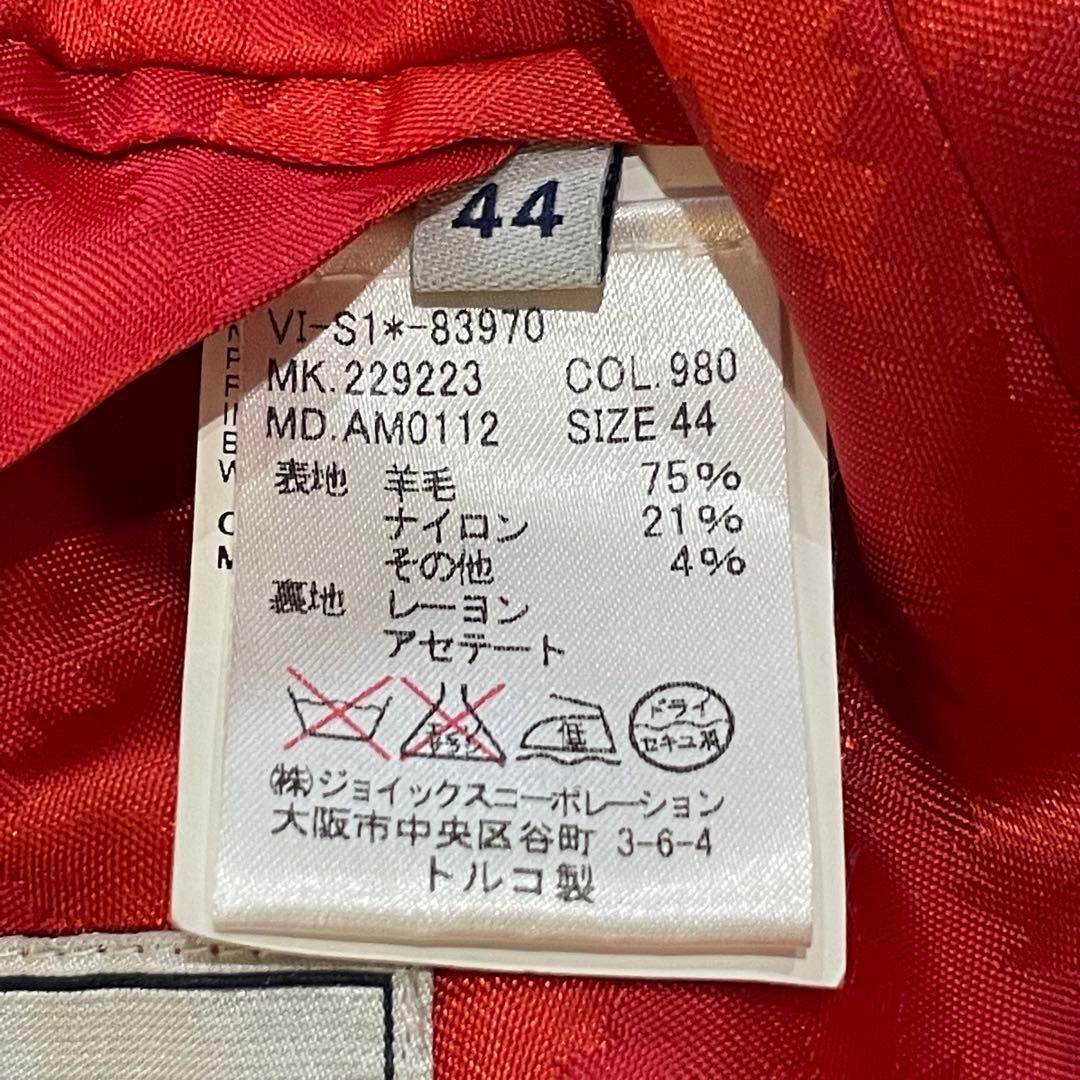 44
VI-S1*-83970
MK.229223 COL.980
MD.AM0112 SIZE 44
表地 羊毛 75%
ナイロン 21%
その他 4%
裏地 レーヨン
アセテート
低
ドライ
セキユ系
(株)ジョイックスコーポレーション
大阪市中央区谷町 3-6-4
トルコ製